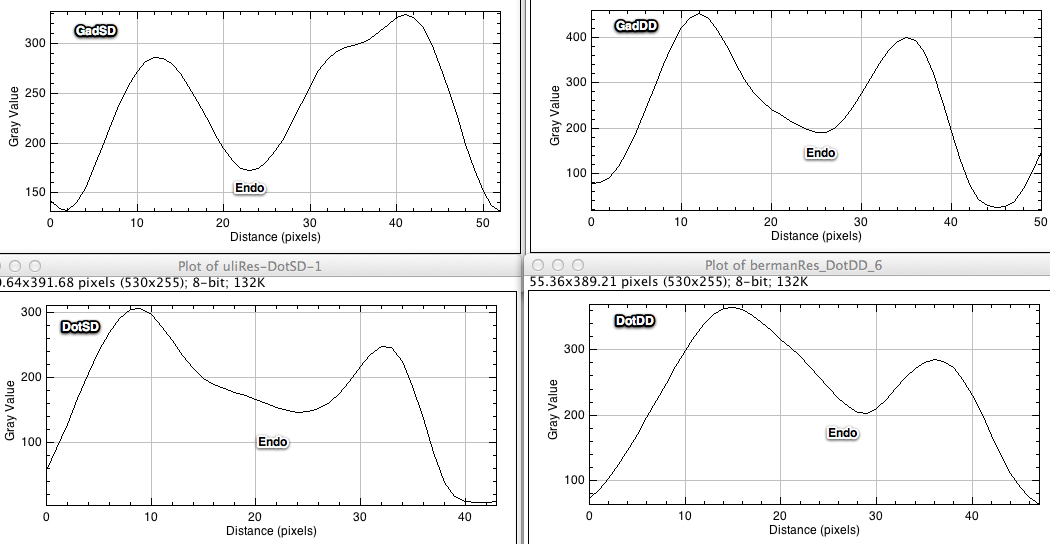 GadSD
300
250
200
150
Gray Value
Endo
0 10 20 30 40 50
Distance (pixels)
GadDD
400
300
200
100
Gray Value
Endo
0 10 20 30 40 50
Distance (pixels)
Plot of uliRes-DotSD-1
.64x391.68 pixels (530x255); 8-bit; 132K
DotSD
300
200
100
Gray Value
Endo
0 10 20 30 40
Distance (pixels)
Plot of bermanRes_DotDD_6
55.36x389.21 pixels (530x255); 8-bit; 132K
DotDD
300
200
100
Gray Value
Endo
0 10 20 30 40
Distance (pixels)